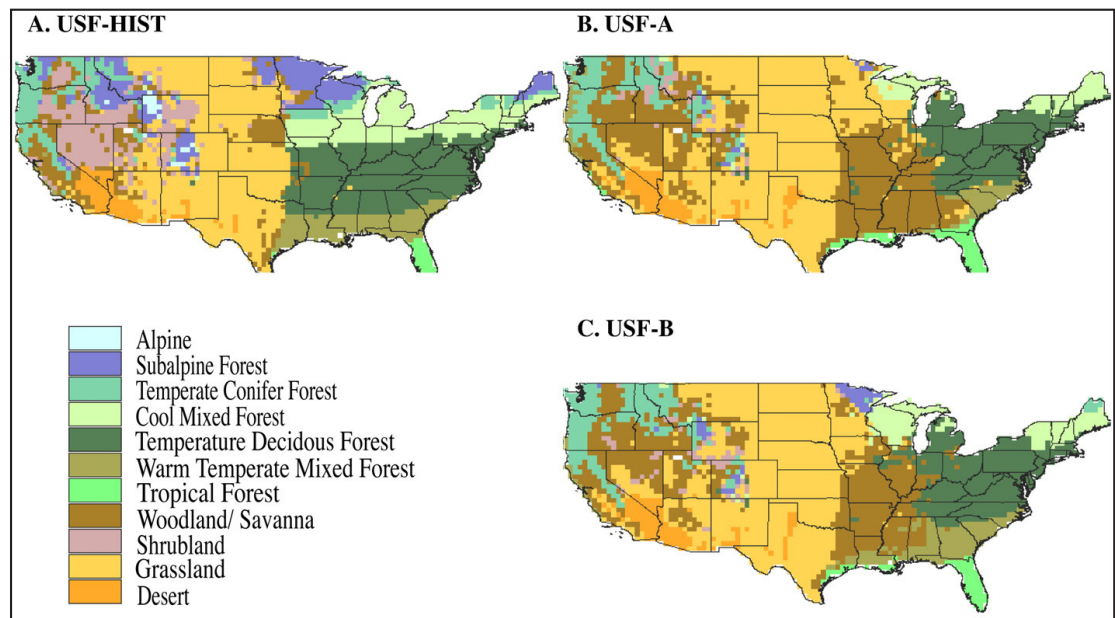 A. USF-HIST
B. USF-A
C. USF-B
Alpine
Subalpine Forest
Temperate Conifer Forest
Cool Mixed Forest
Temperature Decidous Forest
Warm Temperate Mixed Forest
Tropical Forest
Woodland/ Savanna
Shrubland
Grassland
Desert